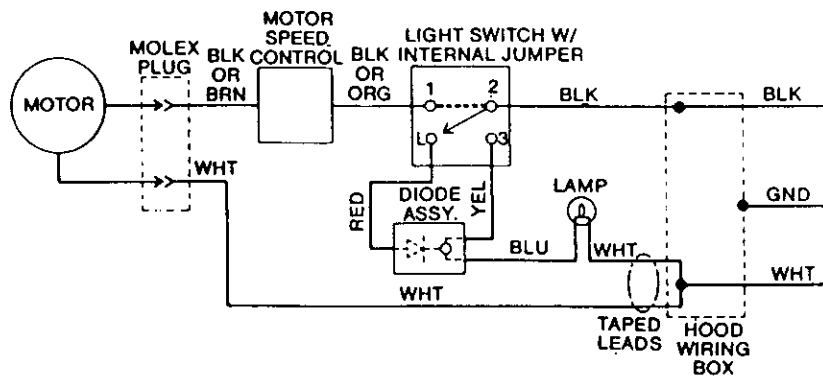 MOTOR
SPEED
CONTROL
LIGHT SWITCH W/
INTERNAL JUMPER
MOLEX
PLUG
BLK
OR
BRN
BLK
OR
ORG
1
2
BLK
BLK
MOTOR
L
3
WHT
RED
YEL
DIODE
ASSY.
LAMP
GND
BLU
WHT
WHT
WHT
TAPED
LEADS
HOOD
WIRING
BOX